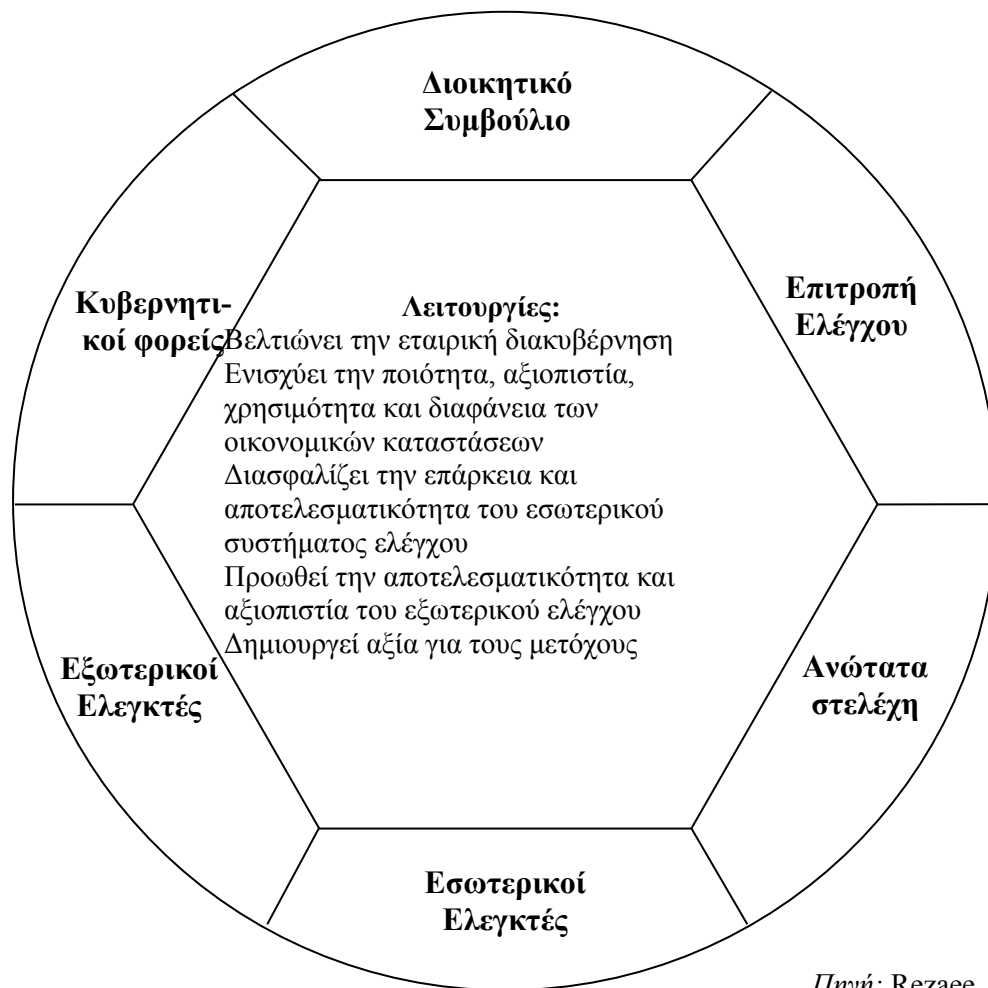 Διοικητικό
Συμβούλιο
Κυβερνητι-
κοί φορείς
Επιτροπή
Ελέγχου
Λειτουργίες:
Βελτιώνει την εταιρική διακυβέρνηση
Ενισχύει την ποιότητα, αξιοπιστία,
χρησιμότητα και διαφάνεια των
οικονομικών καταστάσεων
Διασφαλίζει την επάρκεια και
αποτελεσματικότητα του εσωτερικού
συστήματος ελέγχου
Προωθεί την αποτελεσματικότητα και
αξιοπιστία του εξωτερικού ελέγχου
Δημιουργεί αξία για τους μετόχους
Εξωτερικοί
Ελεγκτές
Ανώτατα
στελέχη
Εσωτερικοί
Ελεγκτές
Πηγή: Rezaee